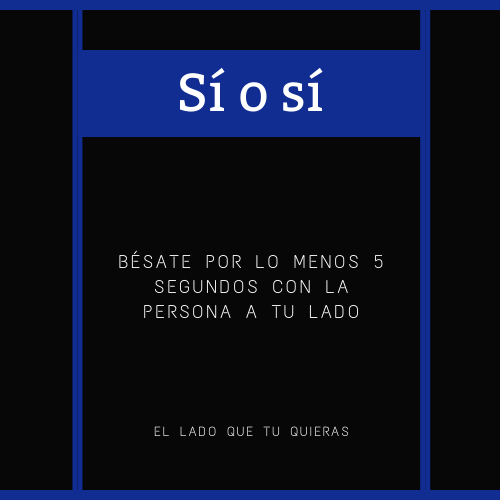 Sí o sí
BÉSATE POR LO MENOS 5
SEGUNDOS CON LA
PERSONA A TU LADO
EL LADO QUE TU QUIERAS